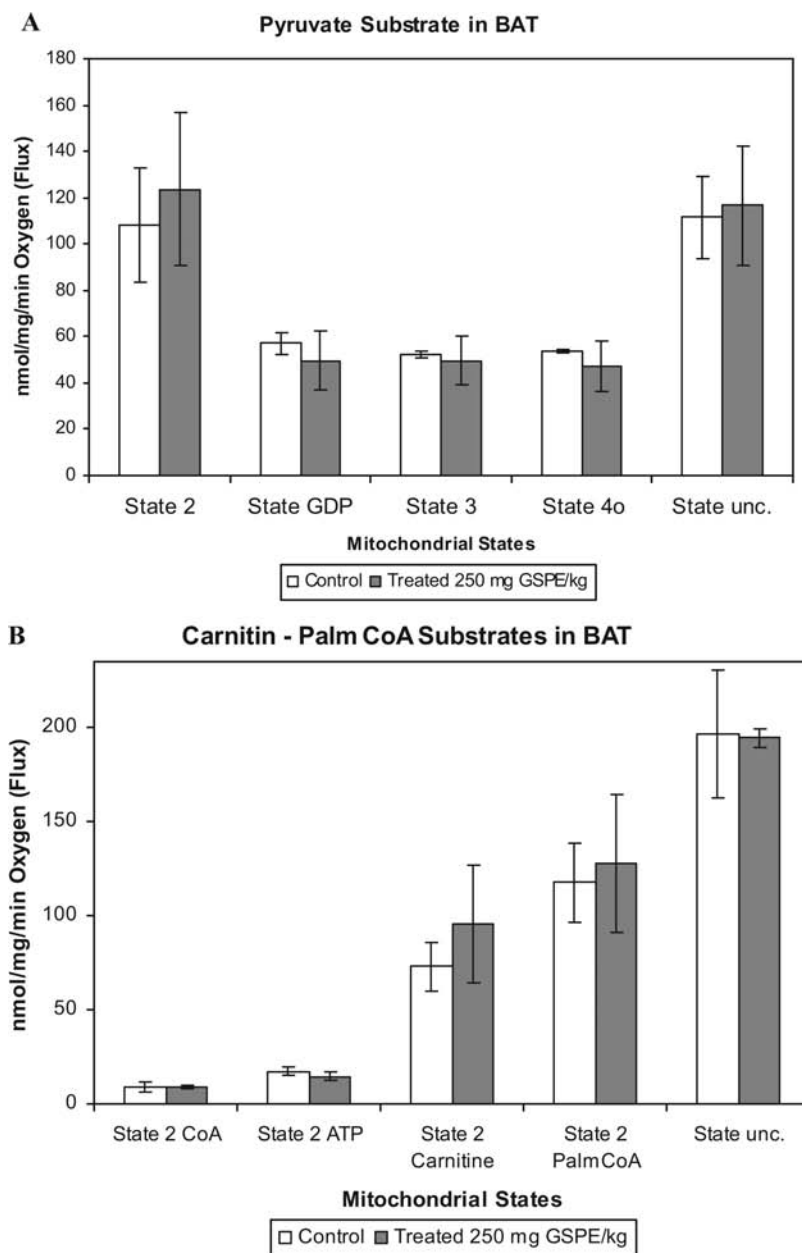 A
Pyruvate Substrate in BAT
nmol/mg/min Oxygen (Flux)
180
160
140
120
100
80
60
40
20
0
State 2 State GDP State 3 State 4o State unc.
Mitochondrial States
Control Treated 250 mg GSPE/kg
B
Carnitin - Palm CoA Substrates in BAT
nmol/mg/min Oxygen (Flux)
200
150
100
50
0
State 2 CoA State 2 ATP State 2 State 2 State unc.
Carnitine PalmCoA
Mitochondrial States
Control Treated 250 mg GSPE/kg